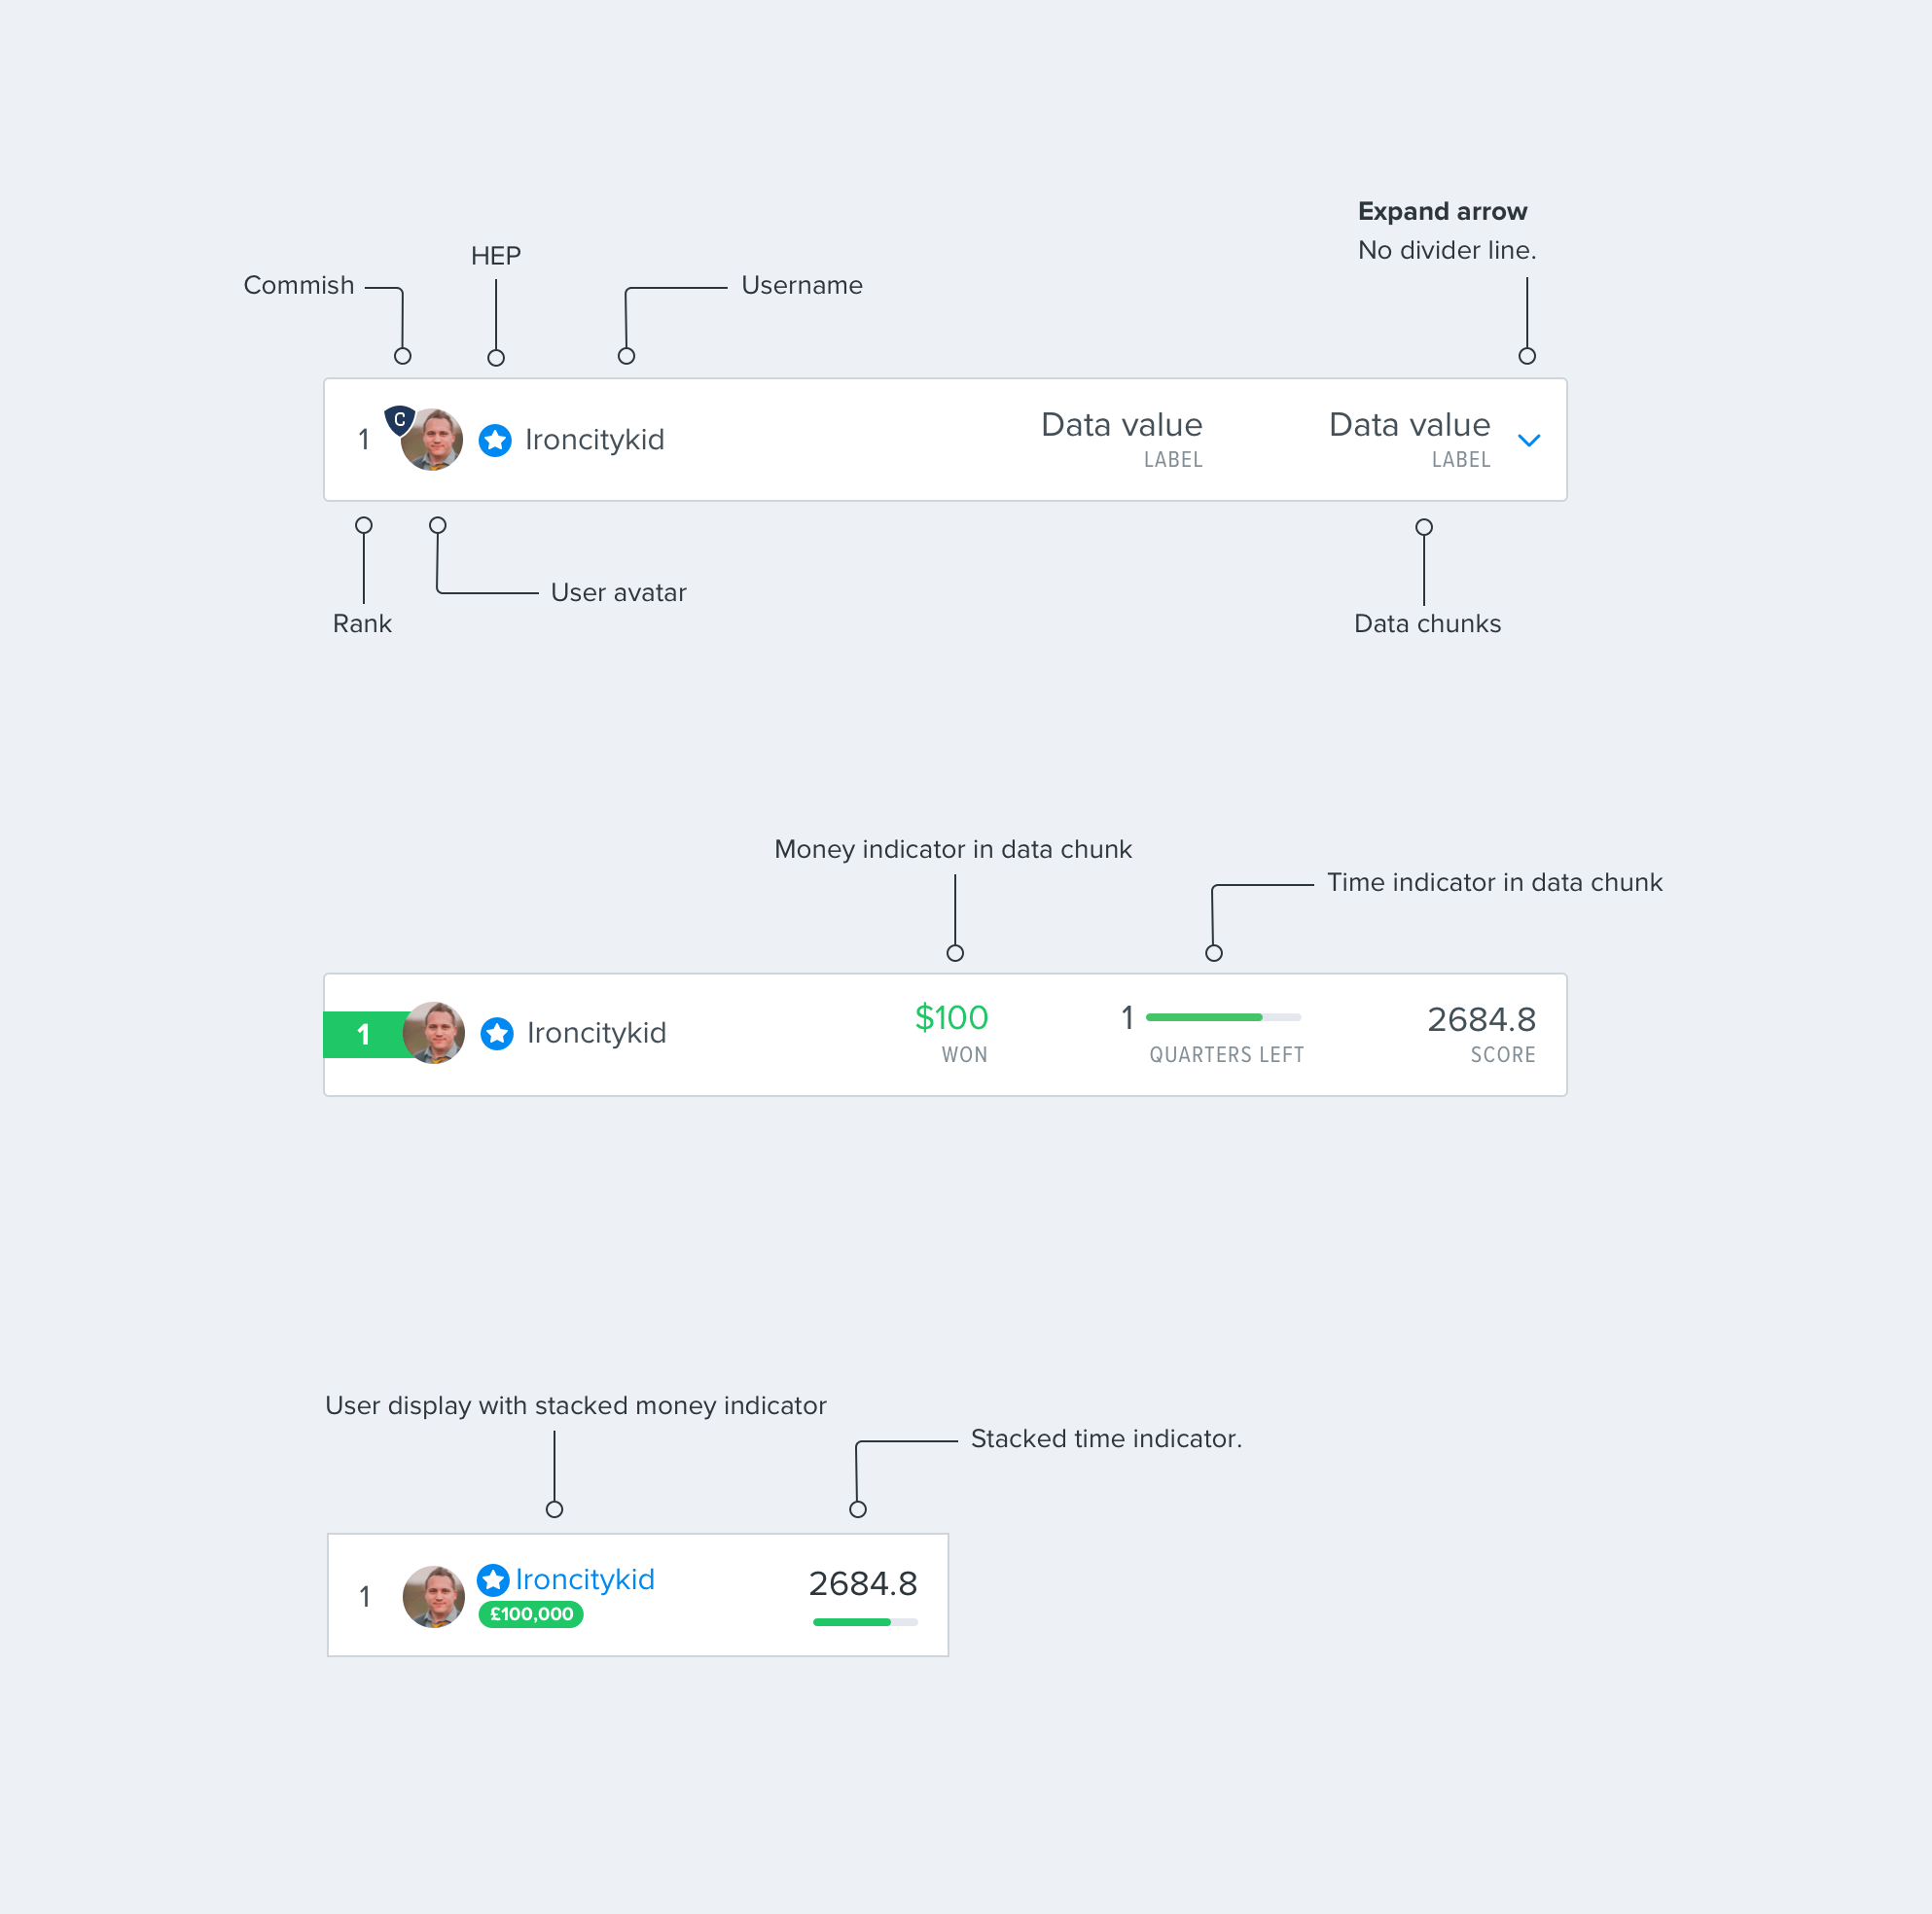 Expand arrow
No divider line.
HEP
Commish
Username
1 C Ironcitykid Data value Data value
LABEL LABEL
User avatar
Rank
Data chunks
Money indicator in data chunk
Time indicator in data chunk
1 Ironcitykid $100 1 2684.8
WON QUARTERS LEFT SCORE
User display with stacked money indicator
Stacked time indicator.
1 Ironcitykid 2684.8
£100,000